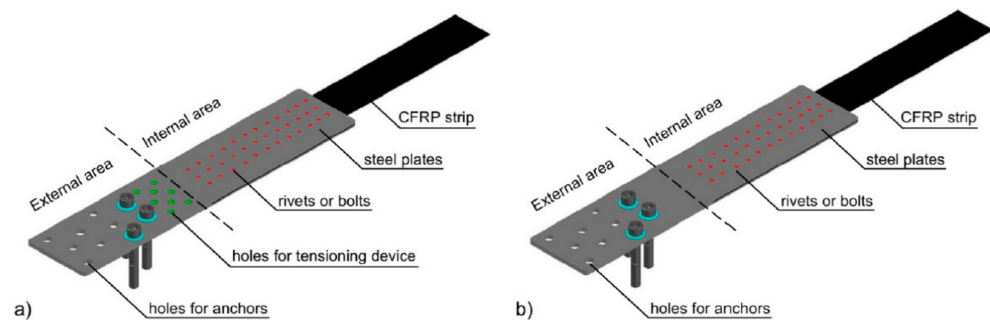 Internal area
CFRP strip
External area
steel plates
rivets or bolts
holes for tensioning device
holes for anchors
a)
Internal area
CFRP strip
External area
steel plates
rivets or bolts
holes for anchors
b)